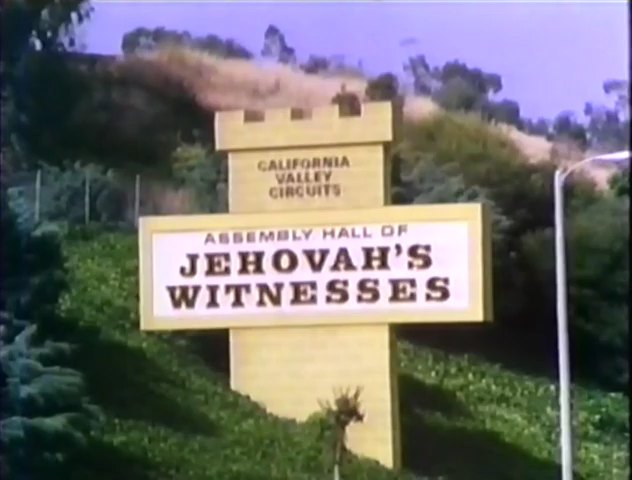 CALIFORNIA
VALLEY
CIRCUITS
ASSEMBLY HALL OF
JEHOVAH'S
WITNESSES